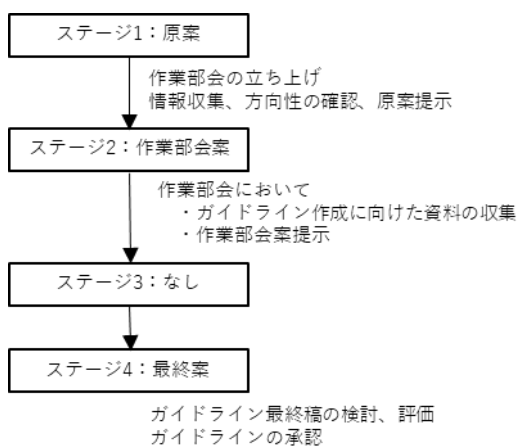 ステージ1：原案
作業部会の立ち上げ
情報収集、方向性の確認、原案提示
ステージ2：作業部会案
作業部会において
・ガイドライン作成に向けた資料の収集
・作業部会案提示
ステージ3：なし
ステージ4：最終案
ガイドライン最終稿の検討、評価
ガイドラインの承認